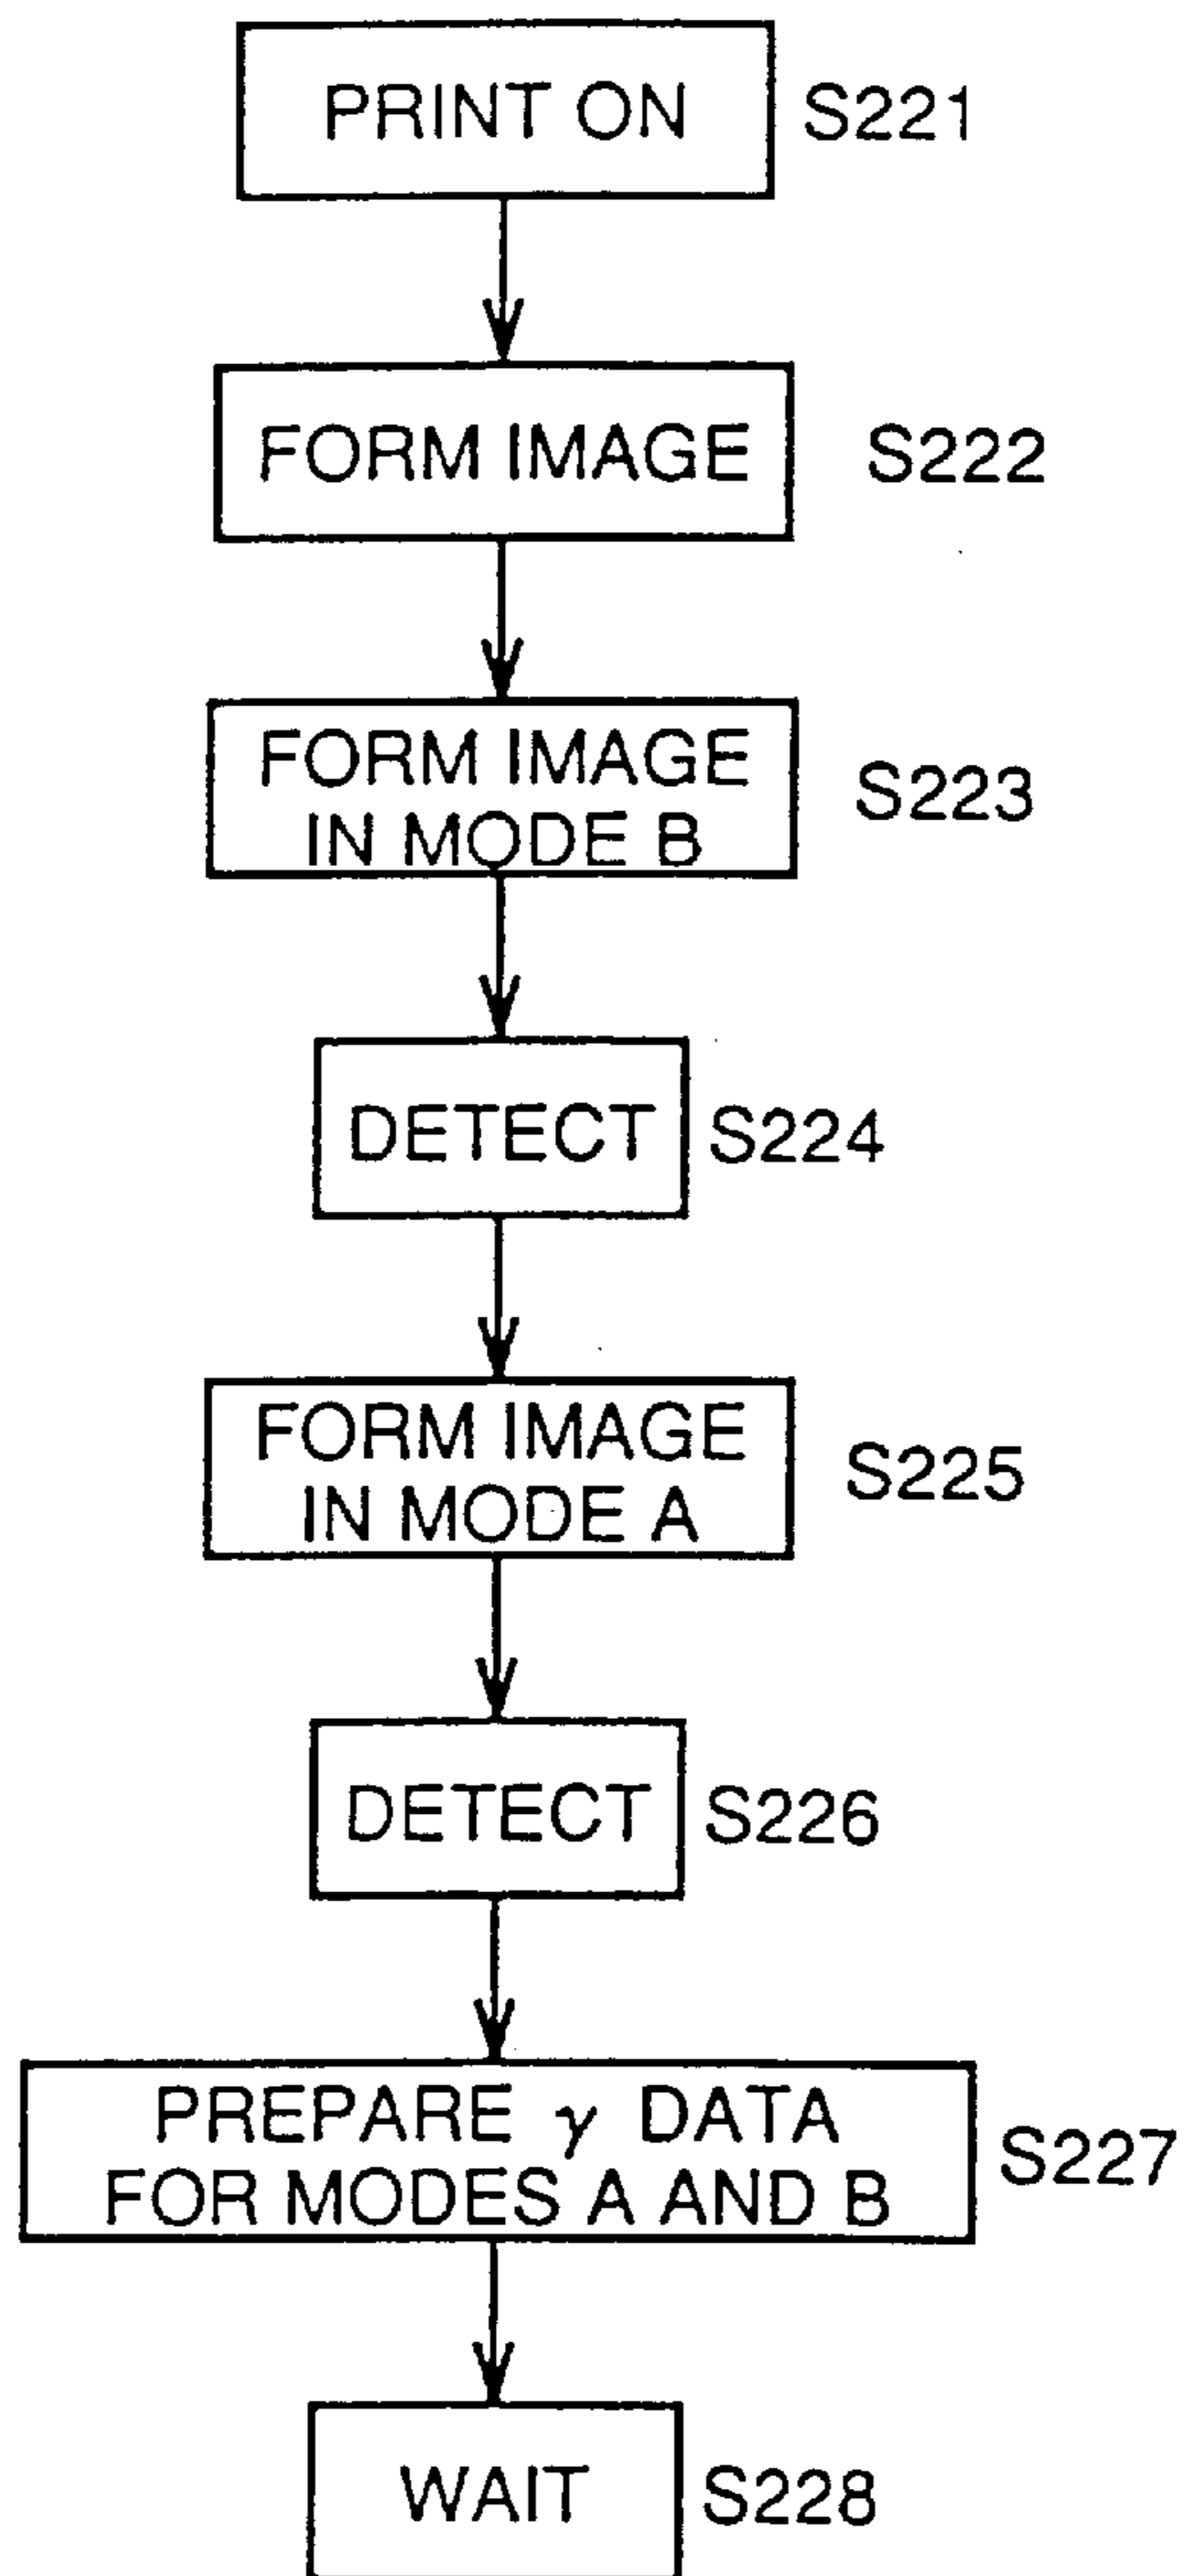 PRINT ON S221
FORM IMAGE S222
FORM IMAGE
IN MODE B
S223
DETECT S224
FORM IMAGE
IN MODE A
S225
DETECT S226
PREPARE γ DATA
FOR MODES A AND B
S227
WAIT S228